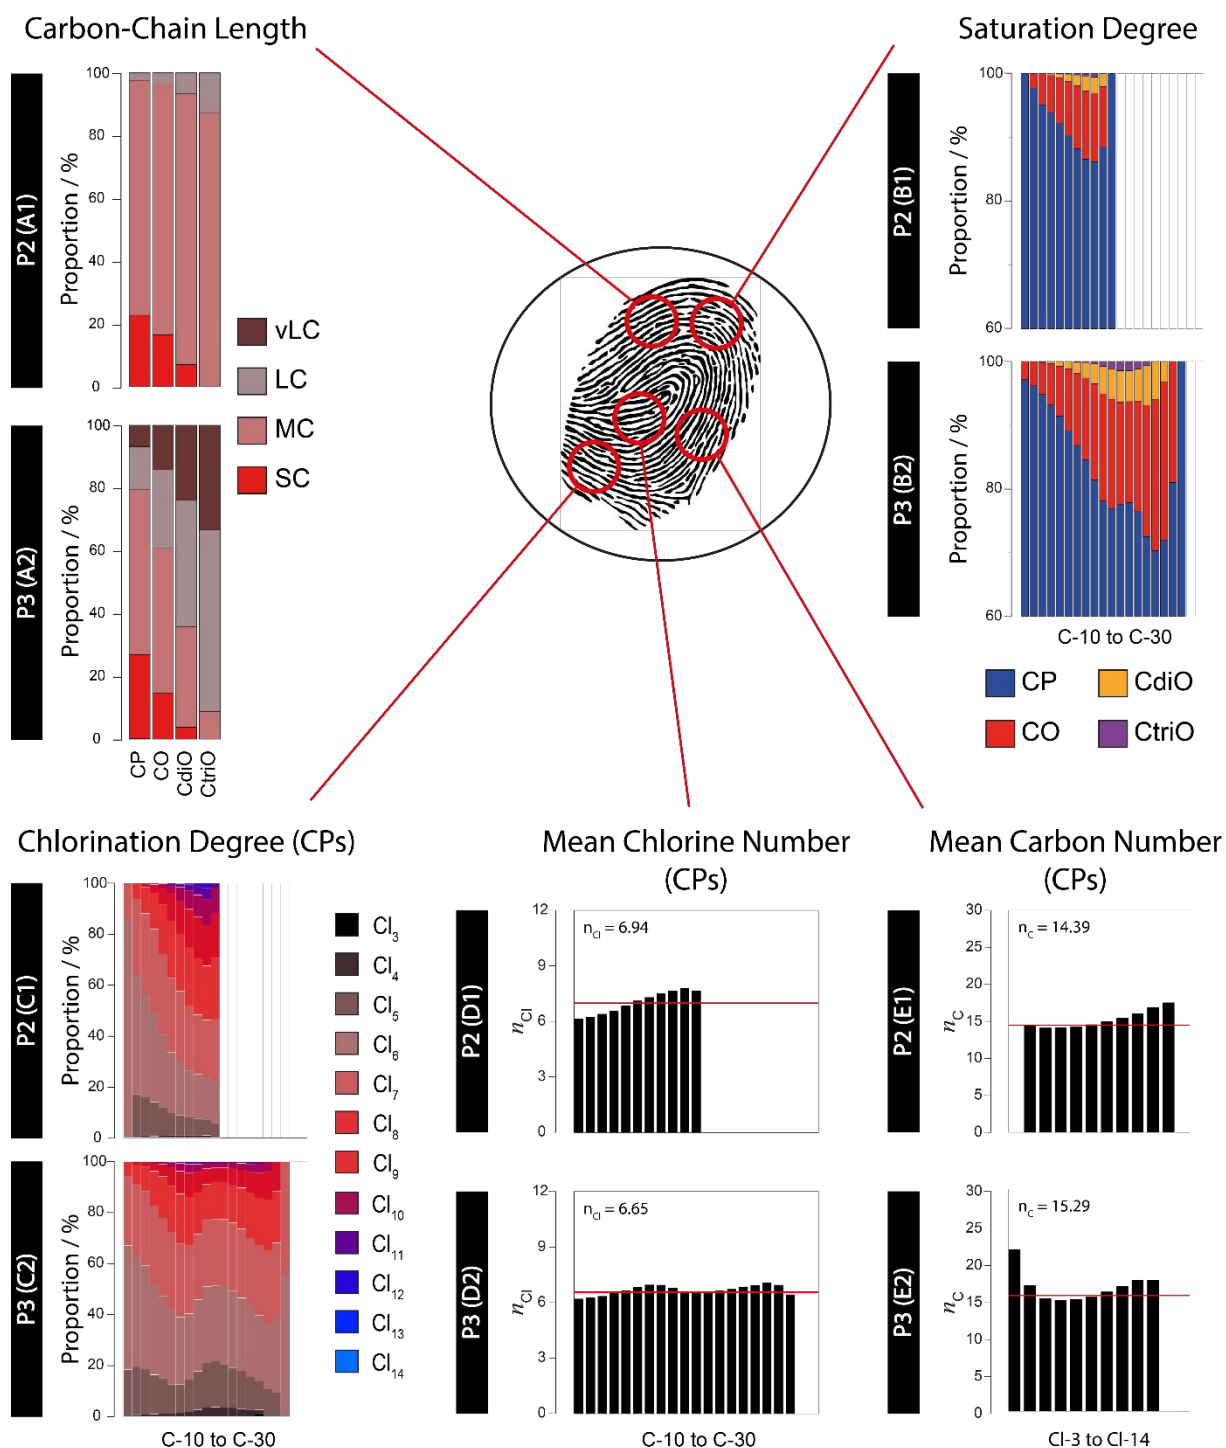 Carbon-Chain Length
Saturation Degree
P2 (A1)
Proportion / %
100
80
60
40
20
0
vLC
LC
MC
SC
P3 (A2)
Proportion / %
100
80
60
40
20
0
CP
CO
CdiO
CtriO
P2 (B1)
Proportion / %
100
80
60
P3 (B2)
Proportion / %
100
80
60
C-10 to C-30
CP
CdiO
CO
CtriO
Chlorination Degree (CPs)
Mean Chlorine Number
(CPs)
Mean Carbon Number
(CPs)
P2 (C1)
Proportion / %
100
80
60
40
20
0
P3 (C2)
Proportion / %
100
80
60
40
20
0
C-10 to C-30
Cl3
Cl4
Cl5
Cl6
Cl7
Cl8
Cl9
Cl10
Cl11
Cl12
Cl13
Cl14
P2 (D1)
nCl
12
9
6
3
0
nCl = 6.94
P3 (D2)
nCl
12
9
6
3
0
nCl = 6.65
C-10 to C-30
P2 (E1)
nC
30
25
20
15
10
5
0
nC = 14.39
P3 (E2)
nC
30
25
20
15
10
5
0
nC = 15.29
Cl-3 to Cl-14